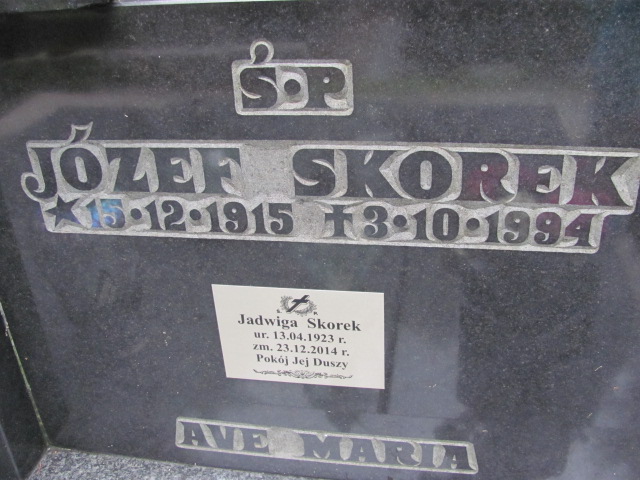 Ś·P
JÓZEF SKOREK
★15·12·1915 ✝3·10·1994
Jadwiga Skorek
ur. 13.04.1923 r.
zm. 23.12.2014 r.
Pokój Jej Duszy
AVE MARIA